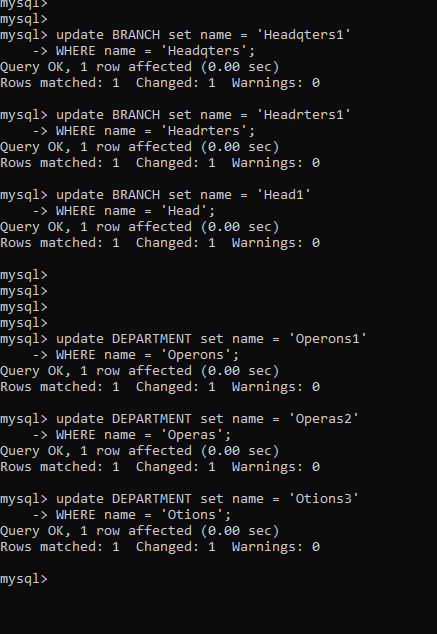 mysql>
mysql>
mysql> update BRANCH set name = 'Headqters1'
    -> WHERE name = 'Headqters';
Query OK, 1 row affected (0.00 sec)
Rows matched: 1  Changed: 1  Warnings: 0

mysql> update BRANCH set name = 'Headrters1'
    -> WHERE name = 'Headrters';
Query OK, 1 row affected (0.00 sec)
Rows matched: 1  Changed: 1  Warnings: 0

mysql> update BRANCH set name = 'Head1'
    -> WHERE name = 'Head';
Query OK, 1 row affected (0.00 sec)
Rows matched: 1  Changed: 1  Warnings: 0

mysql>
mysql>
mysql>
mysql>
mysql> update DEPARTMENT set name = 'Operons1'
    -> WHERE name = 'Operons';
Query OK, 1 row affected (0.00 sec)
Rows matched: 1  Changed: 1  Warnings: 0

mysql> update DEPARTMENT set name = 'Operas2'
    -> WHERE name = 'Operas';
Query OK, 1 row affected (0.00 sec)
Rows matched: 1  Changed: 1  Warnings: 0

mysql> update DEPARTMENT set name = 'Otions3'
    -> WHERE name = 'Otions';
Query OK, 1 row affected (0.00 sec)
Rows matched: 1  Changed: 1  Warnings: 0

mysql>